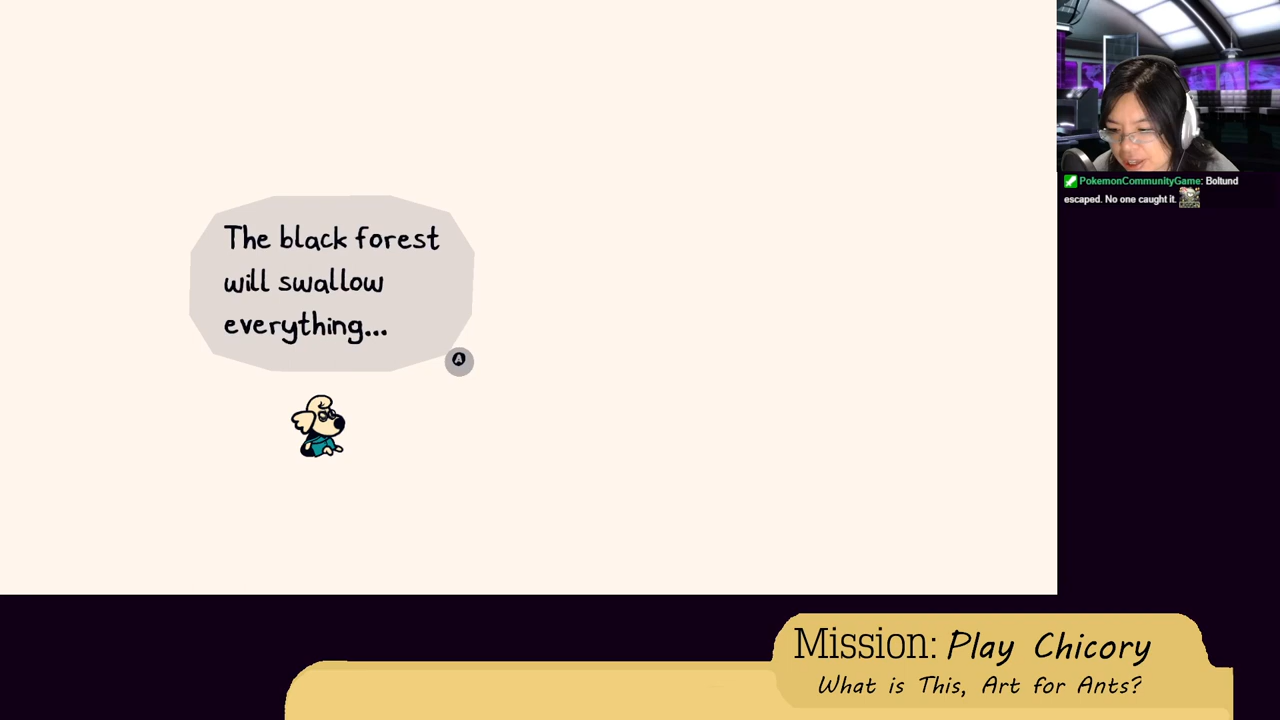 The black forest
will swallow
everything...
A
PokemonCommunityGame: Boltund
escaped. No one caught it.
Mission: Play Chicory
What is This, Art for Ants?